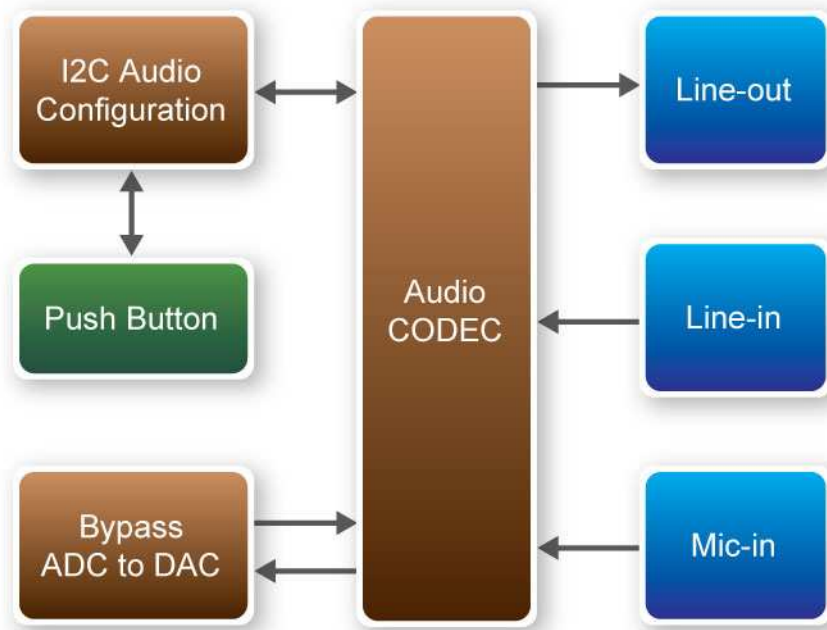 I2C Audio
Configuration
Line-out
Push Button
Audio
CODEC
Line-in
Bypass
ADC to DAC
Mic-in